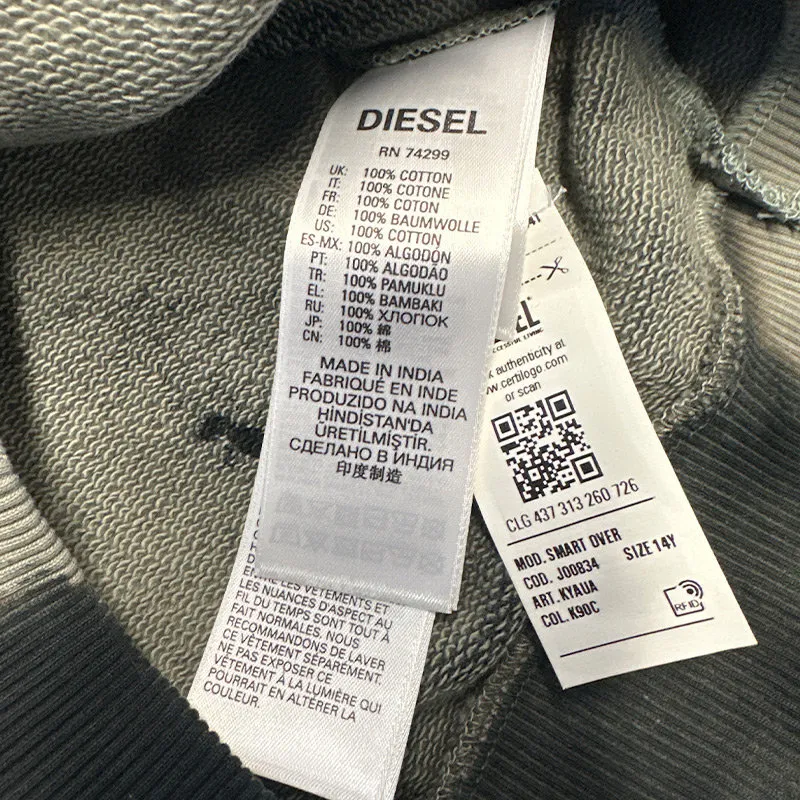 DIESEL
RN 74299
UK: 100% COTTON
IT: 100% COTONE
FR: 100% COTON
DE: 100% BAUMWOLLE
US: 100% COTTON
ES-MX: 100% ALGODÓN
PT: 100% ALGODÃO
TR: 100% PAMUKLU
EL: 100% BAMBAKI
RU: 100% ХЛОПОК
JP: 100% 綿
CN: 100% 棉
MADE IN INDIA
FABRIQUÉ EN INDE
PRODUZIDO NA INDIA
HİNDİSTAN'DA
ÜRETİLMİŞTİR.
СДЕЛАНО В ИНДИЯ
印度制造
ENTRE LES VÊTEMENTS ET
LES NUANCES D'ASPECT AU
FIL DU TEMPS SONT TOUT À
FAIT NORMALES. NOUS
RECOMMANDONS DE LAVER
CE VÊTEMENT SÉPARÉMENT.
NE PAS EXPOSER CE
VÊTEMENT À LA LUMIÈRE QUI
POURRAIT EN ALTÉRER LA
COULEUR.
authenticity at
www.certilogo.com
or scan
CLG 437 313 260 726
MOD. SMART OVER
COD. J00834 SIZE 14Y
ART. KYAUA
COL. K90C
RFID